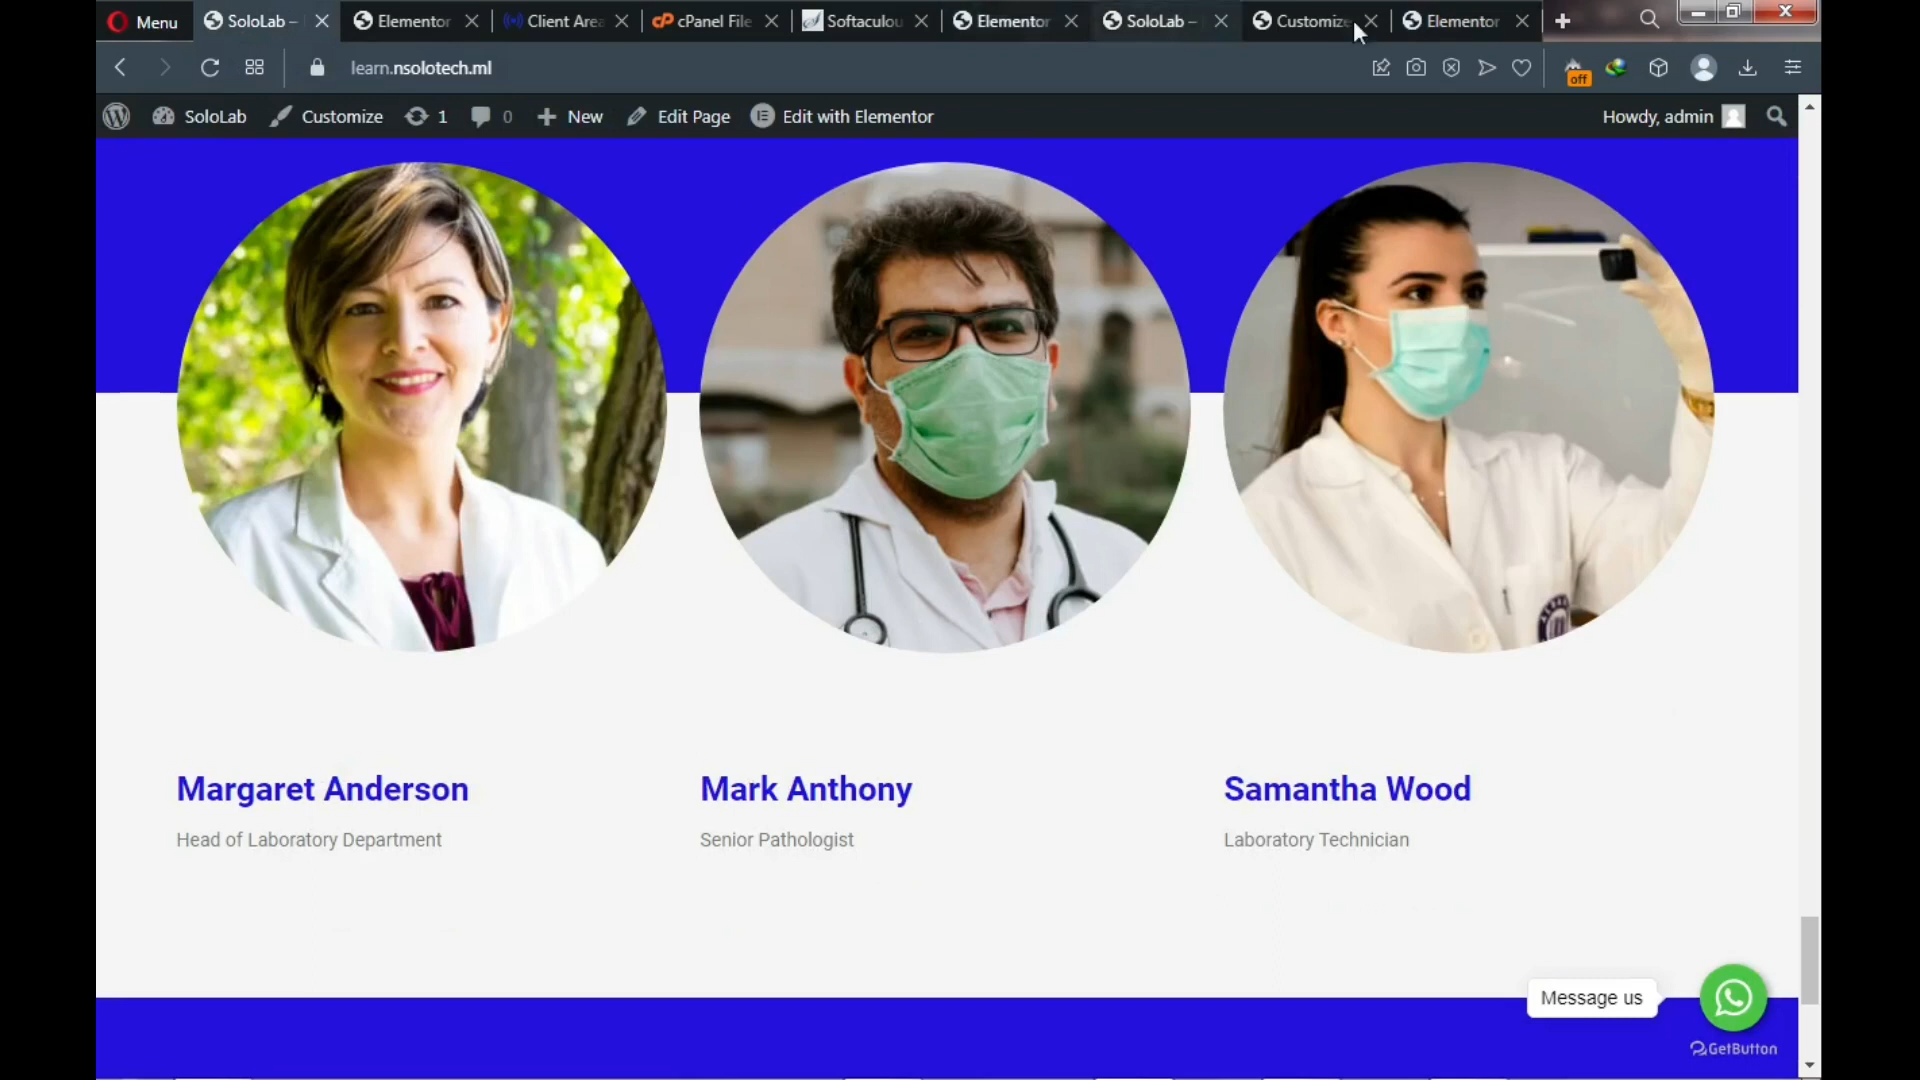 Menu
SoloLab –
Elementor
Client Area
cPanel File
Softaculou
Elementor
SoloLab –
Customize
Elementor
learn.nsolotech.ml
off
SoloLab
Customize
1
0
New
Edit Page
Edit with Elementor
Howdy, admin
Margaret Anderson
Mark Anthony
Samantha Wood
Head of Laboratory Department
Senior Pathologist
Laboratory Technician
Message us
GetButton